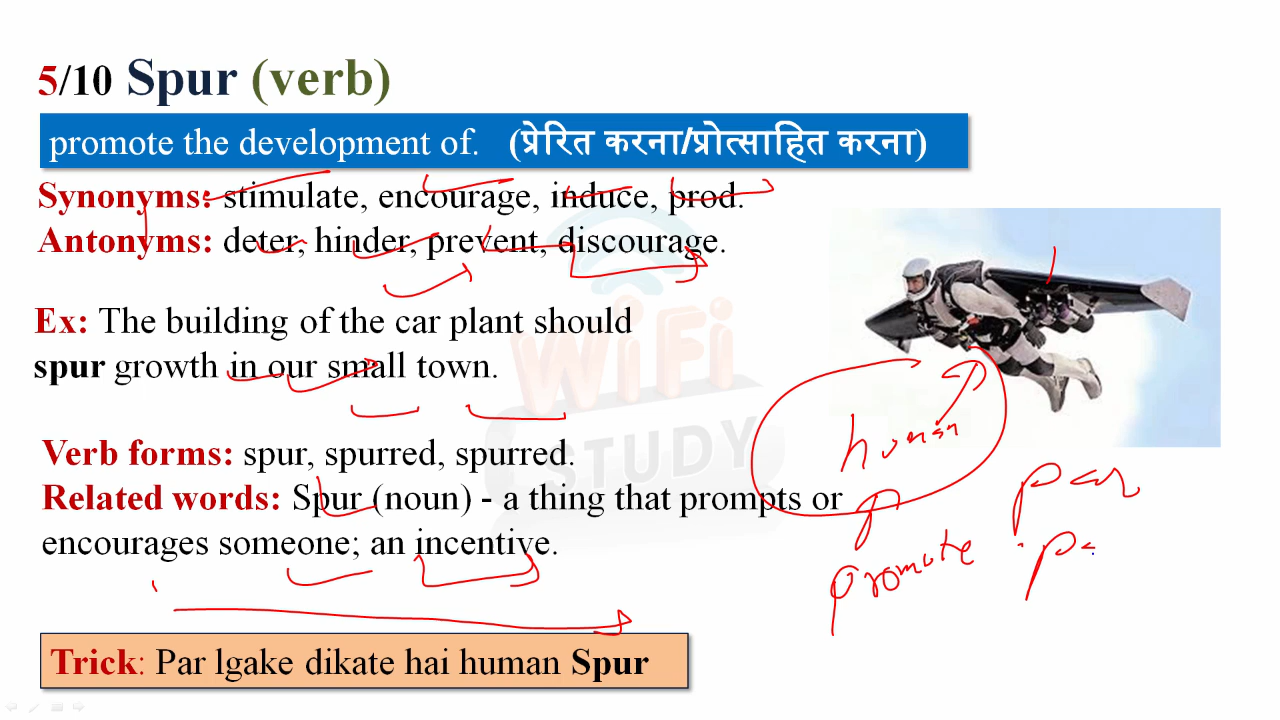 5/10 Spur (verb)
promote the development of. (प्रेरित करना/प्रोत्साहित करना)
Synonyms: stimulate, encourage, induce, prod.
Antonyms: deter, hinder, prevent, discourage.
Ex: The building of the car plant should
spur growth in our small town.
WiFi
STUDY
Verb forms: spur, spurred, spurred.
Related words: Spur (noun) - a thing that prompts or
encourages someone; an incentive.
human
par
promote
Trick: Par lgake dikate hai human Spur